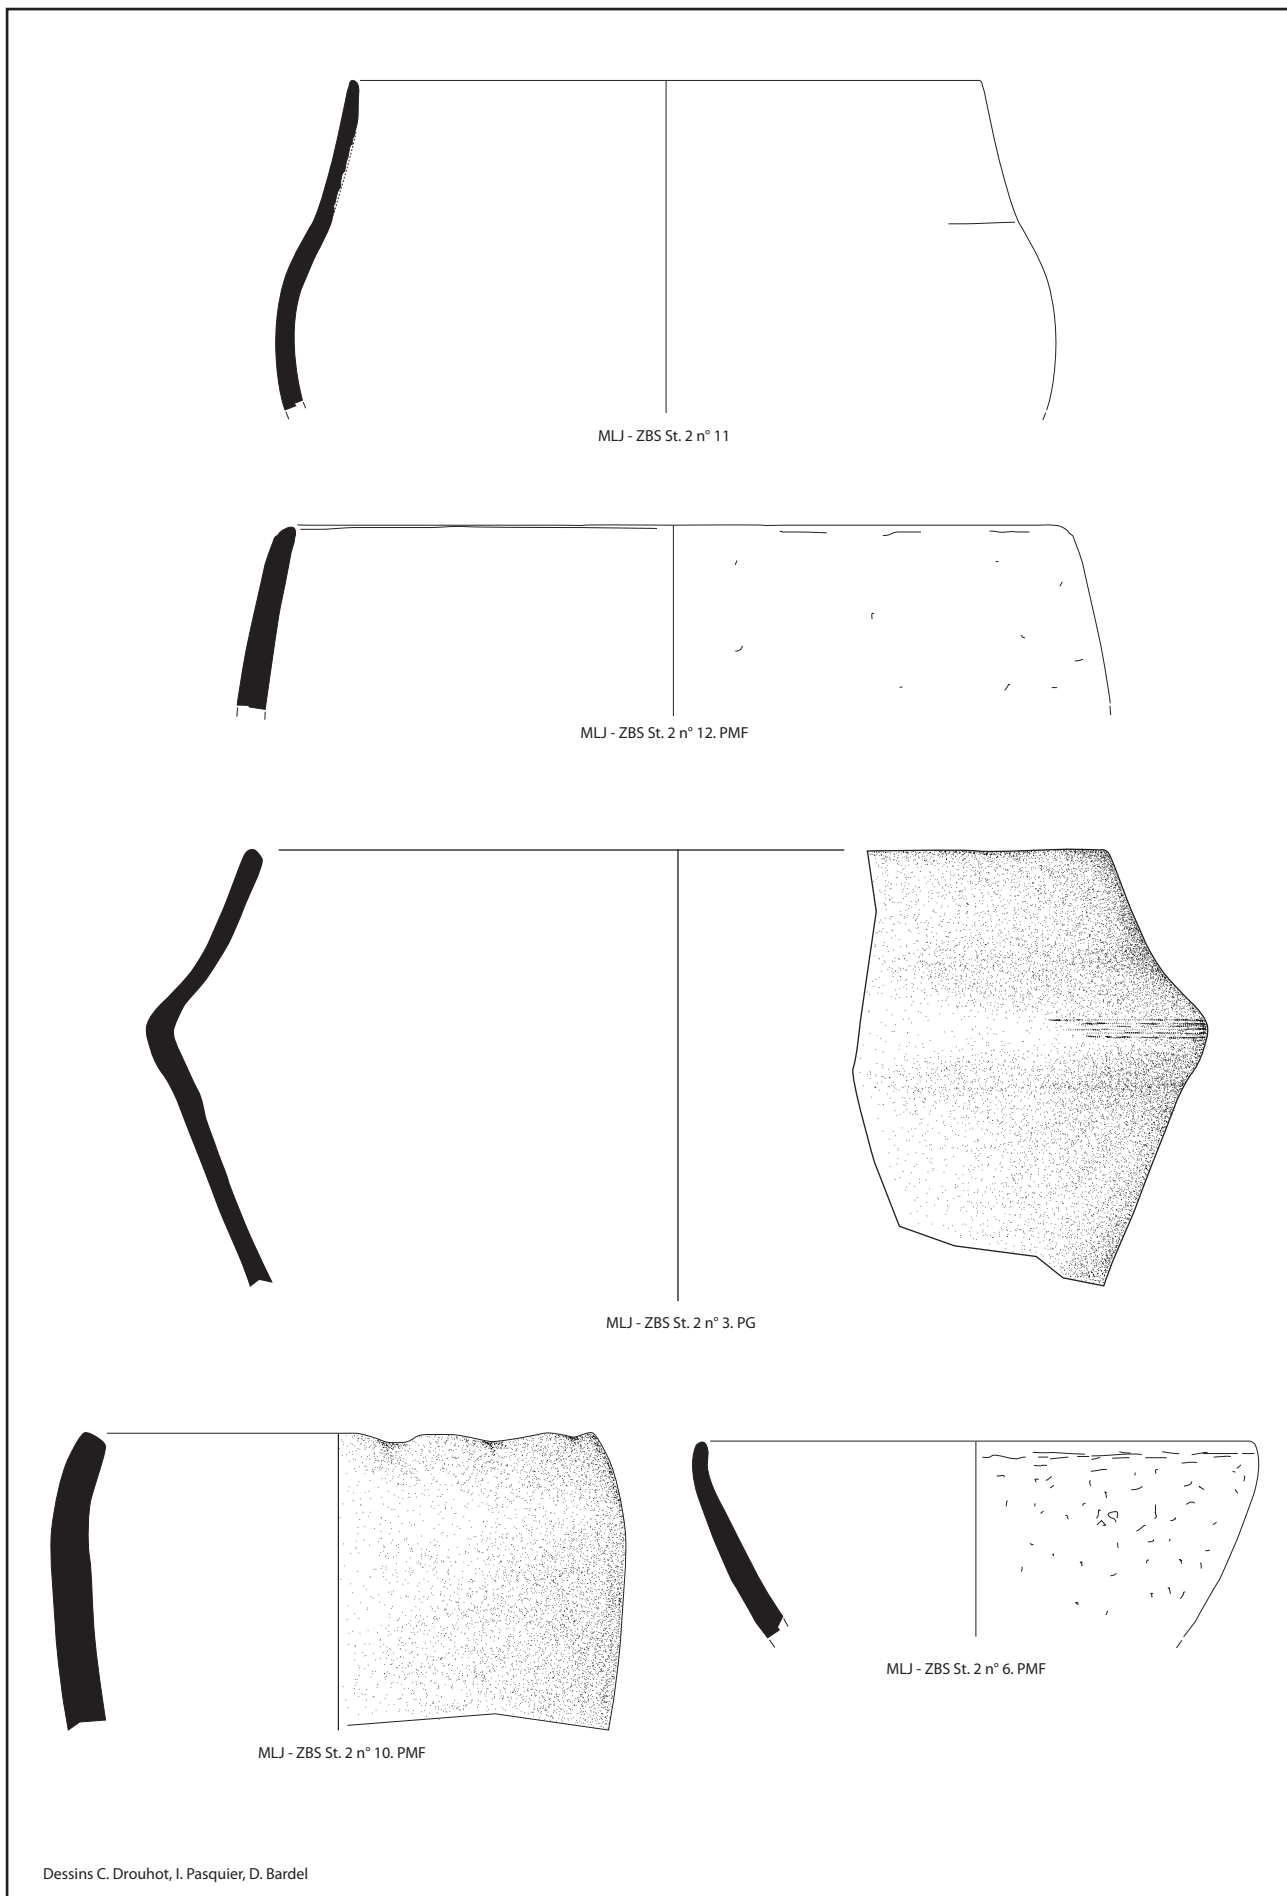 MLJ - ZBS St. 2 n° 11
MLJ - ZBS St. 2 n° 12. PMF
MLJ - ZBS St. 2 n° 3. PG
MLJ - ZBS St. 2 n° 10. PMF
MLJ - ZBS St. 2 n° 6. PMF
Dessins C. Drouhot, I. Pasquier, D. Bardel